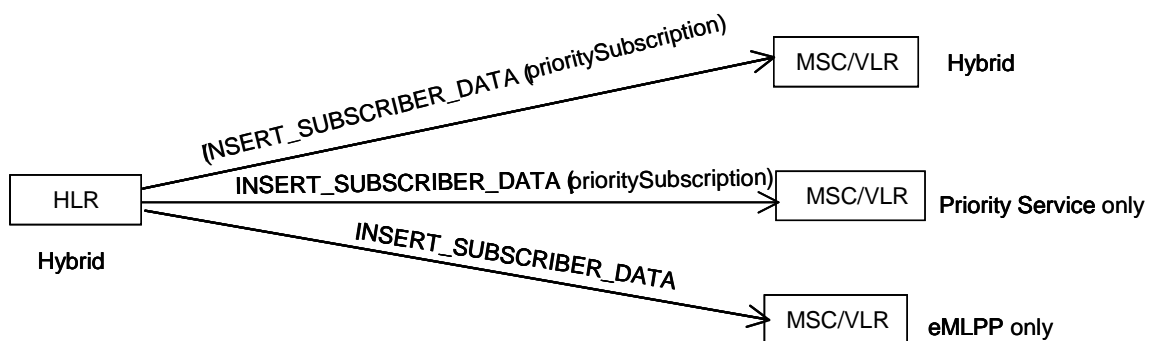 (INSERT_SUBSCRIBER_DATA (prioritySubscription)
MSC/VLR
Hybrid
HLR
Hybrid
INSERT_SUBSCRIBER_DATA (prioritySubscription)
MSC/VLR
Priority Service only
INSERT_SUBSCRIBER_DATA
MSC/VLR
eMLPP only